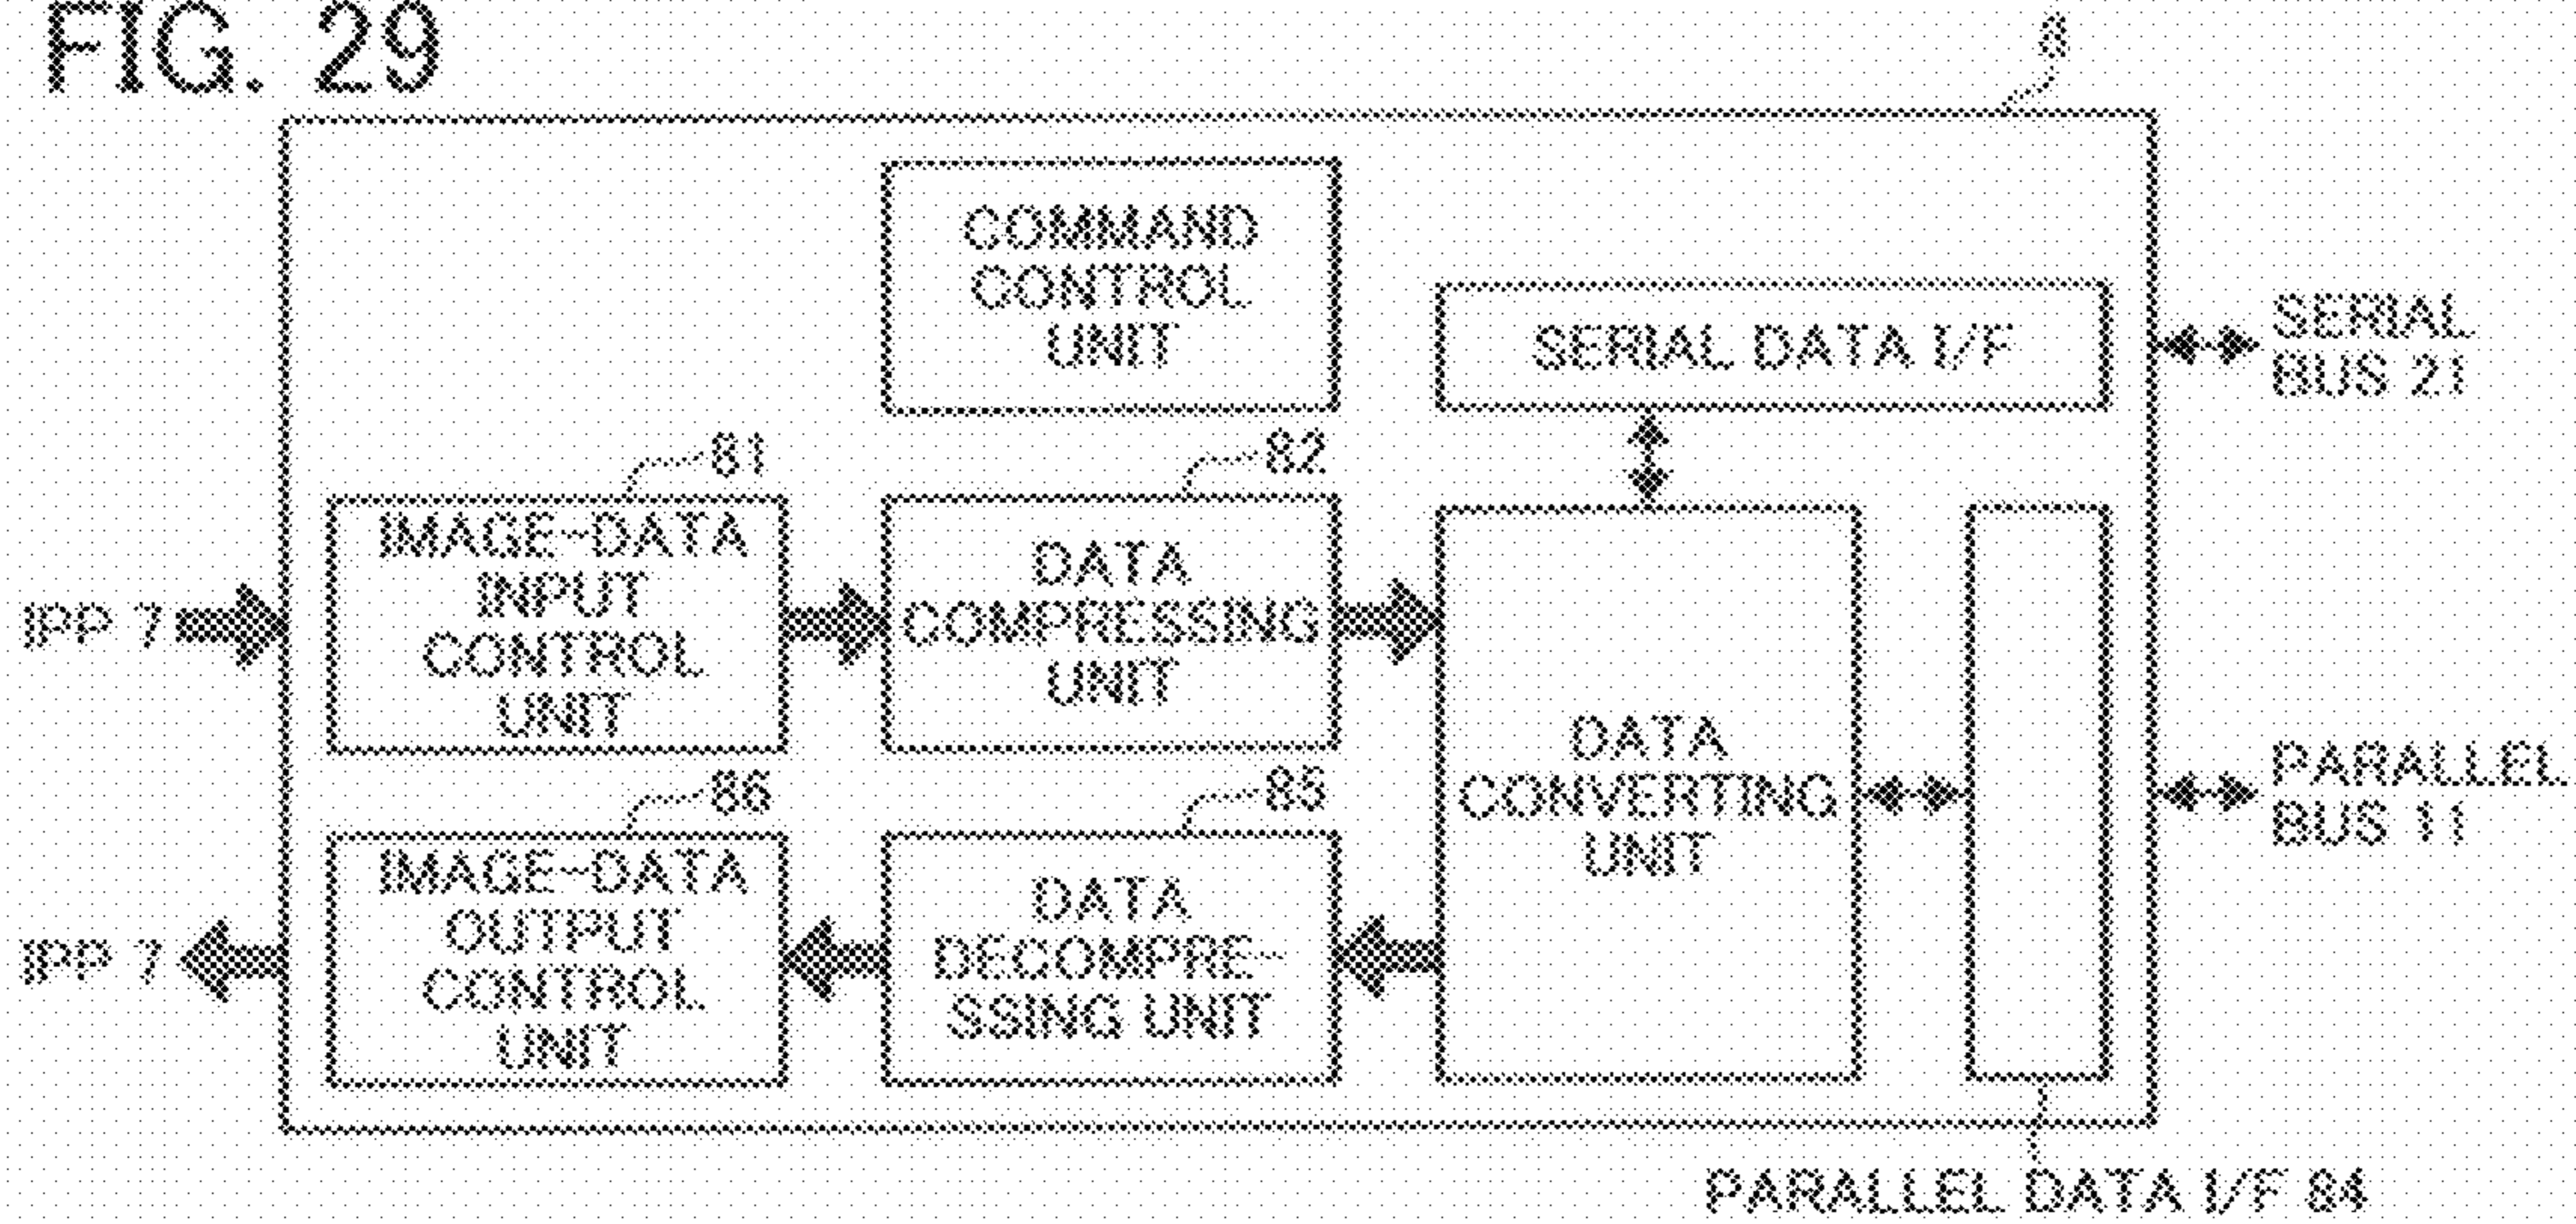 FIG. 29
8
COMMAND
CONTROL
UNIT
SERIAL DATA I/F
SERIAL
BUS 21
81
IMAGE-DATA
INPUT
CONTROL
UNIT
82
DATA
COMPRESSING
UNIT
IPP 7
DATA
CONVERTING
UNIT
PARALLEL
BUS 11
86
IMAGE-DATA
OUTPUT
CONTROL
UNIT
85
DATA
DECOMPRE-
SSING UNIT
IPP 7
PARALLEL DATA I/F 84